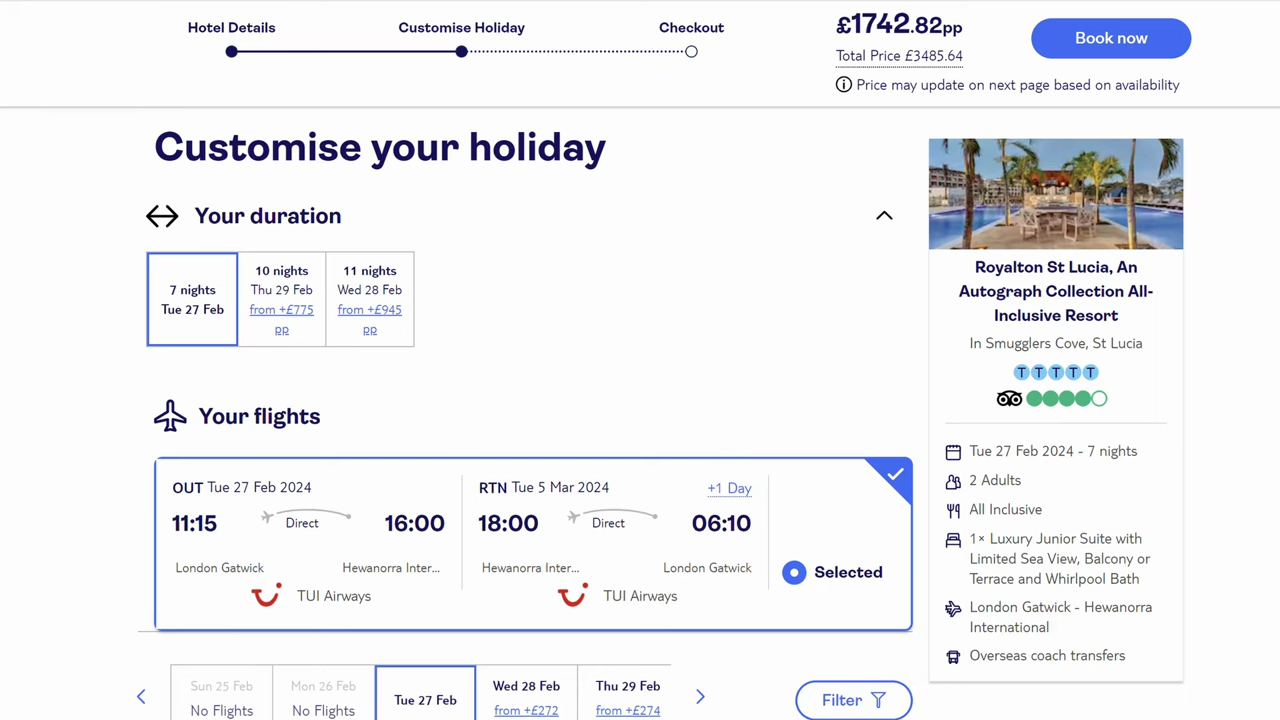 Hotel Details
Customise Holiday
Checkout
£1742.82pp
Total Price £3485.64
Price may update on next page based on availability
Book now
Customise your holiday
Your duration
7 nights
Tue 27 Feb
10 nights
Thu 29 Feb
from +£775
pp
11 nights
Wed 28 Feb
from +£945
pp
Your flights
OUT Tue 27 Feb 2024
11:15
Direct
16:00
London Gatwick
Hewanorra Inter...
TUI Airways
RTN Tue 5 Mar 2024
+1 Day
18:00
Direct
06:10
Hewanorra Inter...
London Gatwick
TUI Airways
Selected
Sun 25 Feb
No Flights
Mon 26 Feb
No Flights
Tue 27 Feb
Wed 28 Feb
from +£272
Thu 29 Feb
from +£274
Filter
Royalton St Lucia, An
Autograph Collection All-
Inclusive Resort
In Smugglers Cove, St Lucia
T T T T T
Tue 27 Feb 2024 - 7 nights
2 Adults
All Inclusive
1× Luxury Junior Suite with
Limited Sea View, Balcony or
Terrace and Whirlpool Bath
London Gatwick - Hewanorra
International
Overseas coach transfers